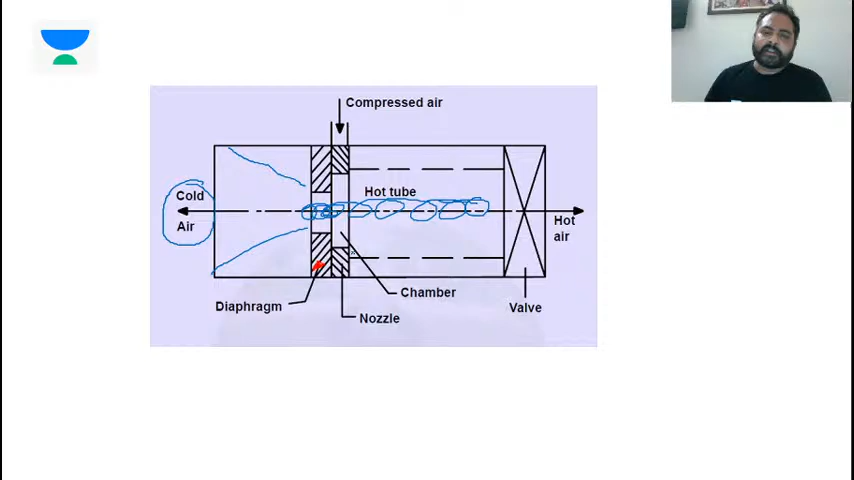 Compressed air
Cold
Air
Hot tube
Hot
air
Diaphragm
Chamber
Nozzle
Valve